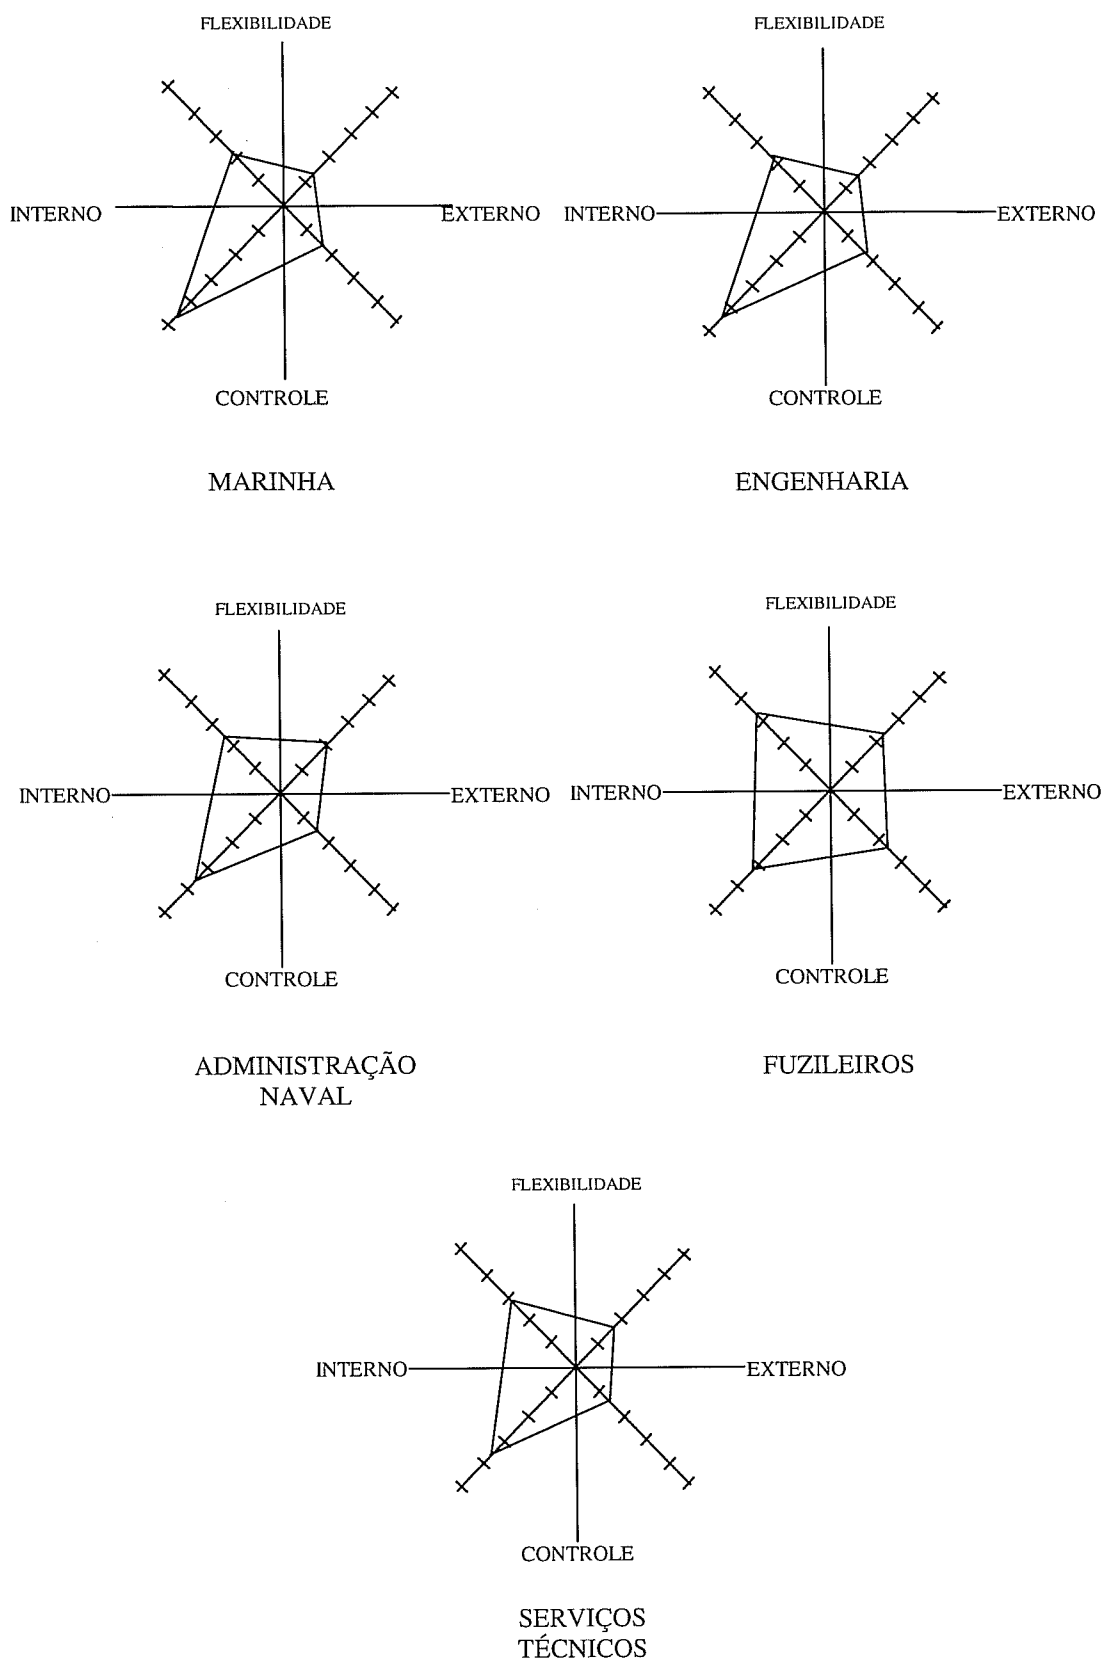 FLEXIBILIDADE
INTERNO
EXTERNO
CONTROLE
MARINHA
FLEXIBILIDADE
INTERNO
EXTERNO
CONTROLE
ENGENHARIA
FLEXIBILIDADE
INTERNO
EXTERNO
CONTROLE
ADMINISTRAÇÃO
NAVAL
FLEXIBILIDADE
INTERNO
EXTERNO
CONTROLE
FUZILEIROS
FLEXIBILIDADE
INTERNO
EXTERNO
CONTROLE
SERVIÇOS
TÉCNICOS